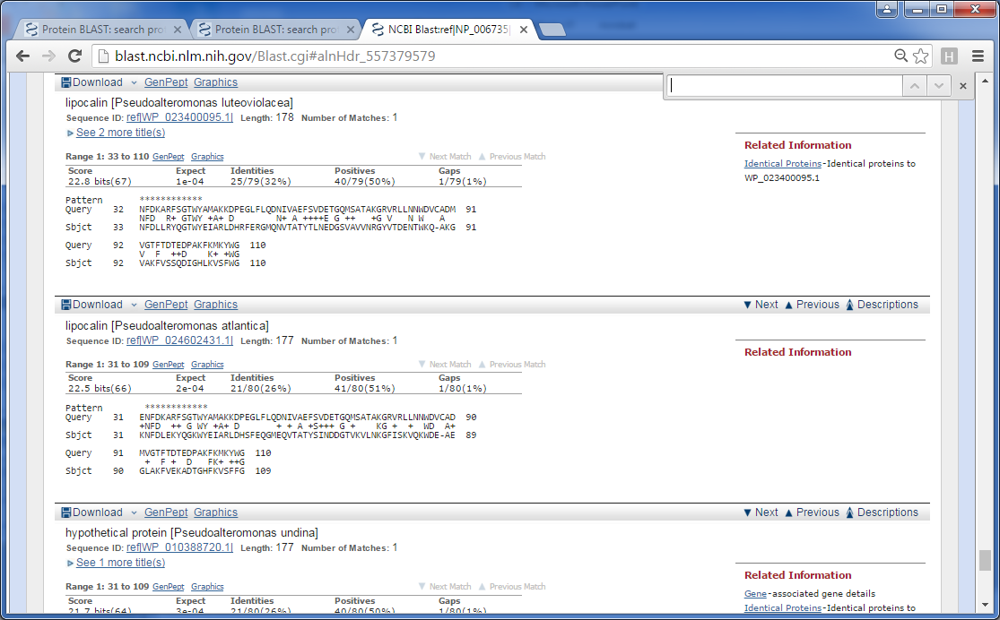 Protein BLAST: search pro
Protein BLAST: search pro
NCBI Blast:ref|NP_006735|
blast.ncbi.nlm.nih.gov/Blast.cgi#alnHdr_557379579
H
Download GenPept Graphics
lipocalin [Pseudoalteromonas luteoviolacea]
Sequence ID: ref|WP_023400095.1| Length: 178 Number of Matches: 1
See 2 more title(s)
Related Information
Identical Proteins-Identical proteins to
WP_023400095.1
Range 1: 33 to 110 GenPept Graphics Next Match Previous Match
Score Expect Identities Positives Gaps
22.8 bits(67) 1e-04 25/79(32%) 40/79(50%) 1/79(1%)
Pattern ************
Query 32 NFDKARFSGTWYAMAKKDPEGLFLQDNIVAEFSVDETGQMSATAKGRVRLLNNWDVCADM 91
NFD R+ GTWY +A+ D N+ A ++++E G ++ +G V N W A
Sbjct 33 NFDLLRYQGTWYEIARLDHRFERGMQNVTATYTLNEDGSVAVVNRGYVTDENTWKQ-AKG 91
Query 92 VGTFTDTEDPAKFKMKYWG 110
V F ++D K+ +WG
Sbjct 92 VAKFVSSQDIGHLKVSFWG 110
Download GenPept Graphics Next Previous Descriptions
lipocalin [Pseudoalteromonas atlantica]
Sequence ID: ref|WP_024602431.1| Length: 177 Number of Matches: 1
Related Information
Range 1: 31 to 109 GenPept Graphics Next Match Previous Match
Score Expect Identities Positives Gaps
22.5 bits(66) 2e-04 21/80(26%) 41/80(51%) 1/80(1%)
Pattern ************
Query 31 ENFDKARFSGTWYAMAKKDPEGLFLQDNIVAEFSVDETGQMSATAKGRVRLLNNWDVCAD 90
+NFD ++ G WY +A+ D + + A +S+++ G + KG + + WD A+
Sbjct 31 KNFDLEKYQGKWYEIARLDHSFEQGMEQVTATYSINDDGTVKVLNKGFISKVQKWDE-AE 89
Query 91 MVGTFTDTEDPAKFKMKYWG 110
+ F + D FK+ ++G
Sbjct 90 GLAKFVEKADTGHFKVSFFG 109
Download GenPept Graphics Next Previous Descriptions
hypothetical protein [Pseudoalteromonas undina]
Sequence ID: ref|WP_010388720.1| Length: 177 Number of Matches: 1
See 1 more title(s)
Related Information
Gene-associated gene details
Identical Proteins-Identical proteins to
Range 1: 31 to 109 GenPept Graphics Next Match Previous Match
Score Expect Identities Positives Gaps
21.7 bits(64) 3e-04 21/80(26%) 40/80(50%) 1/80(1%)